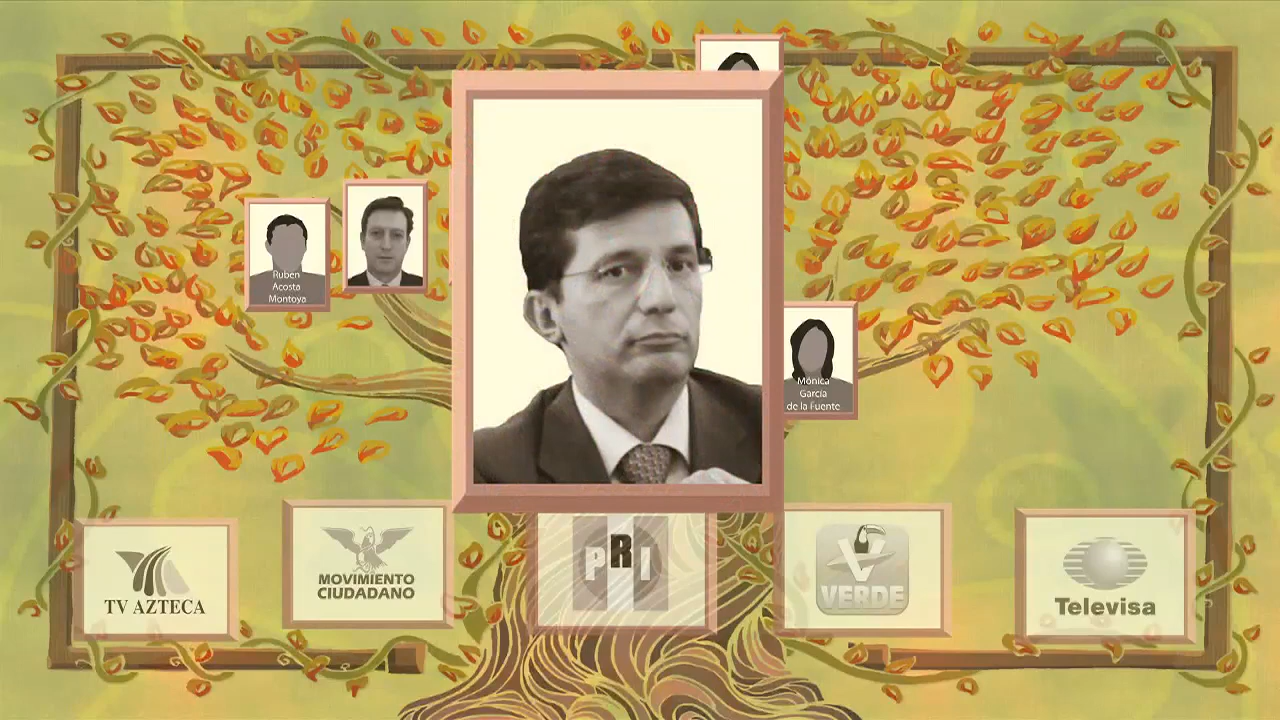 Ruben
Acosta
Montoya
Mónica
García
de la Fuente
TV AZTECA
MOVIMIENTO
CIUDADANO
PRI
VERDE
Televisa